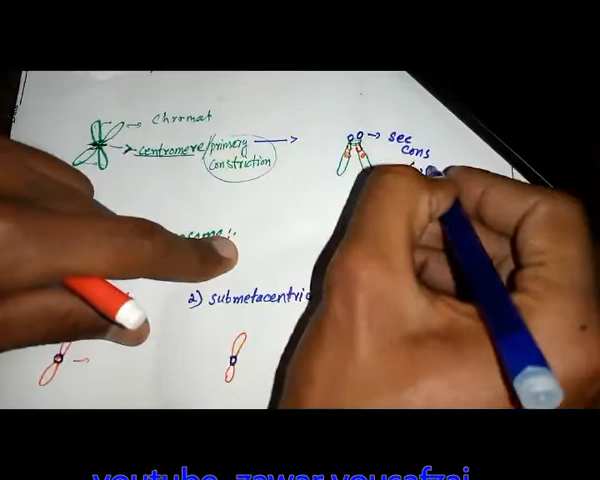 chromat
centromere/primary
constriction
sec
cons
2) submetacentric
youtube zawar yousafzai